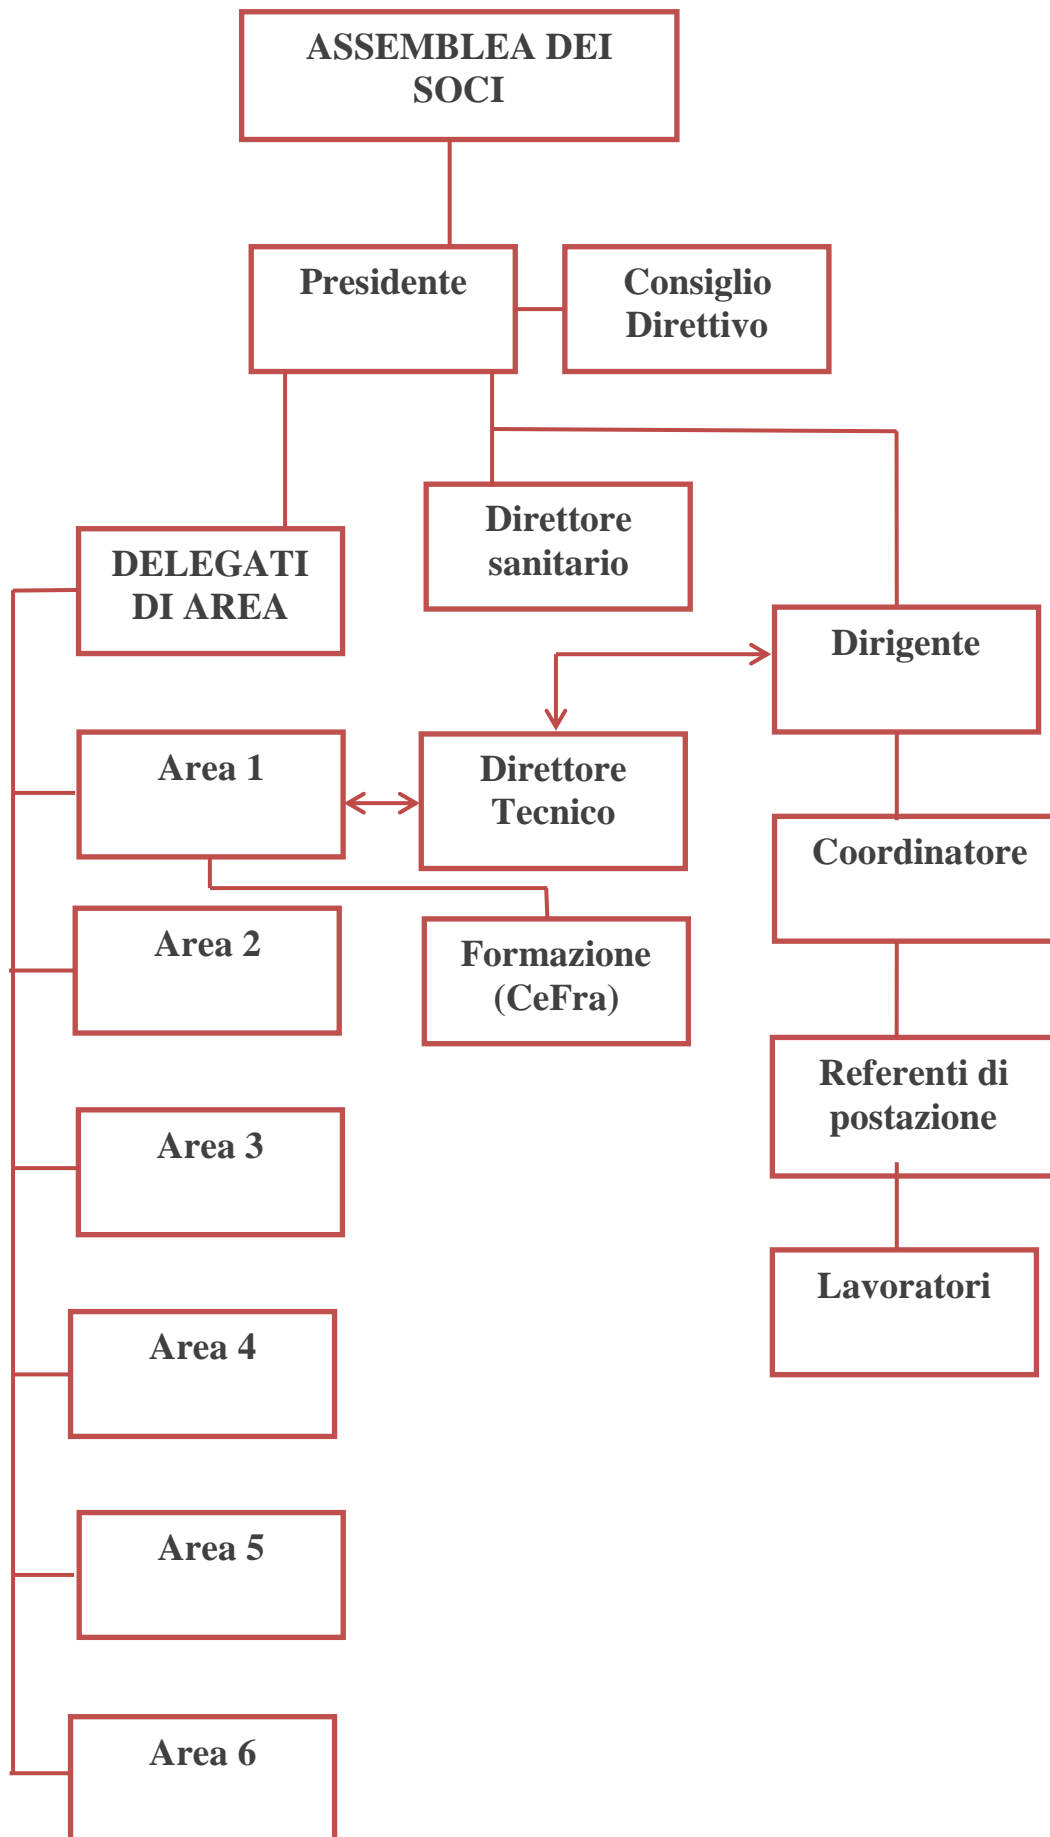 ASSEMBLEA DEI
SOCI
Presidente
Consiglio
Direttivo
Direttore
sanitario
DELEGATI
DI AREA
Dirigente
Area 1
Direttore
Tecnico
Coordinatore
Area 2
Formazione
(CeFra)
Referenti di
postazione
Area 3
Lavoratori
Area 4
Area 5
Area 6